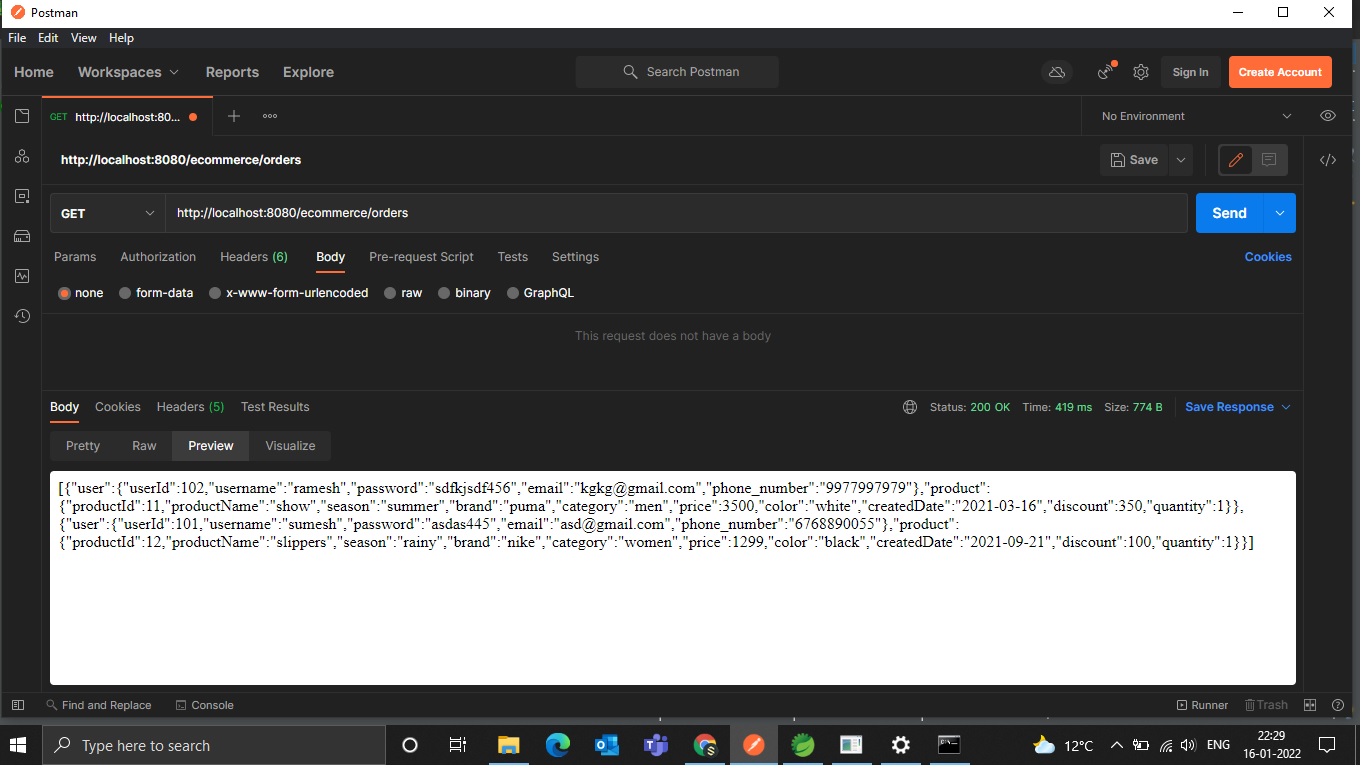 Postman
File Edit View Help
Home Workspaces Reports Explore Search Postman Sign In Create Account
GET http://localhost:80... No Environment
http://localhost:8080/ecommerce/orders Save
GET http://localhost:8080/ecommerce/orders Send
Params Authorization Headers (6) Body Pre-request Script Tests Settings Cookies
none form-data x-www-form-urlencoded raw binary GraphQL
This request does not have a body
Body Cookies Headers (5) Test Results Status: 200 OK Time: 419 ms Size: 774 B Save Response
Pretty Raw Preview Visualize
[{"user":{"userId":102,"username":"ramesh","password":"sdfkjsdf456","email":"kgkg@gmail.com","phone_number":"9977997979"},"product":
{"productId":11,"productName":"show","season":"summer","brand":"puma","category":"men","price":3500,"color":"white","createdDate":"2021-03-16","discount":350,"quantity":1}},
{"user":{"userId":101,"username":"sumesh","password":"asdas445","email":"asd@gmail.com","phone_number":"6768890055"},"product":
{"productId":12,"productName":"slippers","season":"rainy","brand":"nike","category":"women","price":1299,"color":"black","createdDate":"2021-09-21","discount":100,"quantity":1}}]
Find and Replace Console Runner Trash
Type here to search 12°C ENG 22:29
16-01-2022